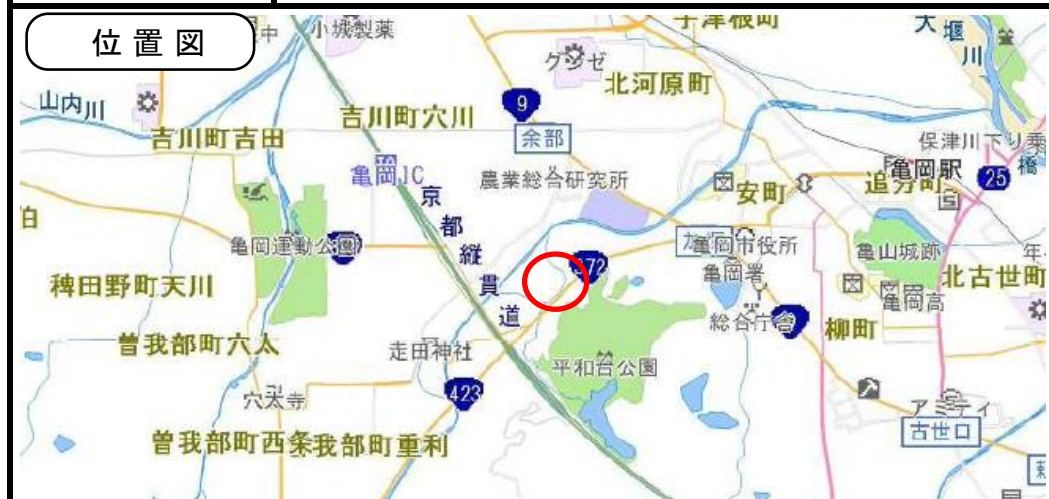 位置図
小城製薬
グンゼ
大堰川
北河原町
山内川
吉川町穴川
9
余部
吉川町吉田
保津川下り乗
橋
亀岡駅
25
追分町
亀岡IC
農業総合研究所
安町
京都縦貫道
亀岡運動公園
亀岡市役所
亀山城跡
372
亀岡署
北古世町
稗田野町天川
亀岡高
総合庁舎
9
柳町
曽我部町穴太
走田神社
平和台公園
423
穴太寺
アミティ
古世口
曽我部町西条
我部町重利